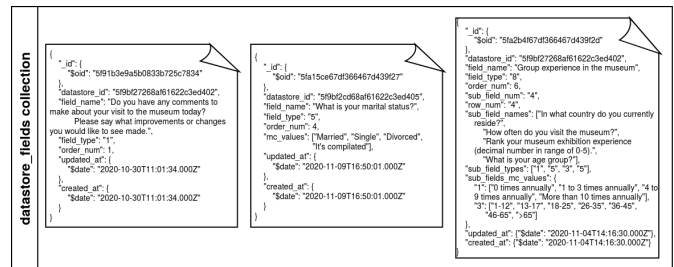 datastore_fields collection
{
"_id": {
"$oid": "5f91b3e9a5b0833b725c7834"
},
"datastore_id": "5f9bf27268af61622c3ed402",
"field_name": "Do you have any comments to
make about your visit to the museum today?
Please say what improvements or changes
you would like to see made.",
"field_type": "1",
"order_num": 1,
"updated_at": {
"$date": "2020-10-30T11:01:34.000Z"
},
"created_at": {
"$date": "2020-10-30T11:01:34.000Z"
}
}
{
"_id": {
"$oid": "5fa15ce67df366467d439f27"
},
"datastore_id": "5f9bf2cd68af61622c3ed405",
"field_name": "What is your marital status?",
"field_type": "5",
"order_num": 4,
"mc_values": ["Married", "Single", "Divorced",
"It's compilated"],
"updated_at": {
"$date": "2020-11-09T16:50:01.000Z"
},
"created_at": {
"$date": "2020-11-09T16:50:01.000Z"
}
}
{
"_id": {
"$oid": "5fa2b4f67df366467d439f2d"
},
"datastore_id": "5f9bf27268af61622c3ed402",
"field_name": "Group experience in the museum",
"field_type": "8",
"order_num": 6,
"sub_field_num": "4",
"row_num": "4",
"sub_field_names": ["In what country do you currently
reside?",
"How often do you visit the museum?",
"Rank your museum exhibition experience
(decimal number in range of 0-5).",
"What is your age group?"],
"sub_field_types": ["1", "5", "3", "5"],
"sub_fields_mc_values": {
"1": ["0 times annually", "1 to 3 times annually", "4 to
9 times annually", "More than 10 times annually"],
"3": ["1-12", "13-17", "18-25", "26-35", "36-45",
"46-65", ">65"]
},
"updated_at": {"$date": "2020-11-04T14:16:30.000Z"},
"created_at": {"$date": "2020-11-04T14:16:30.000Z"}
}